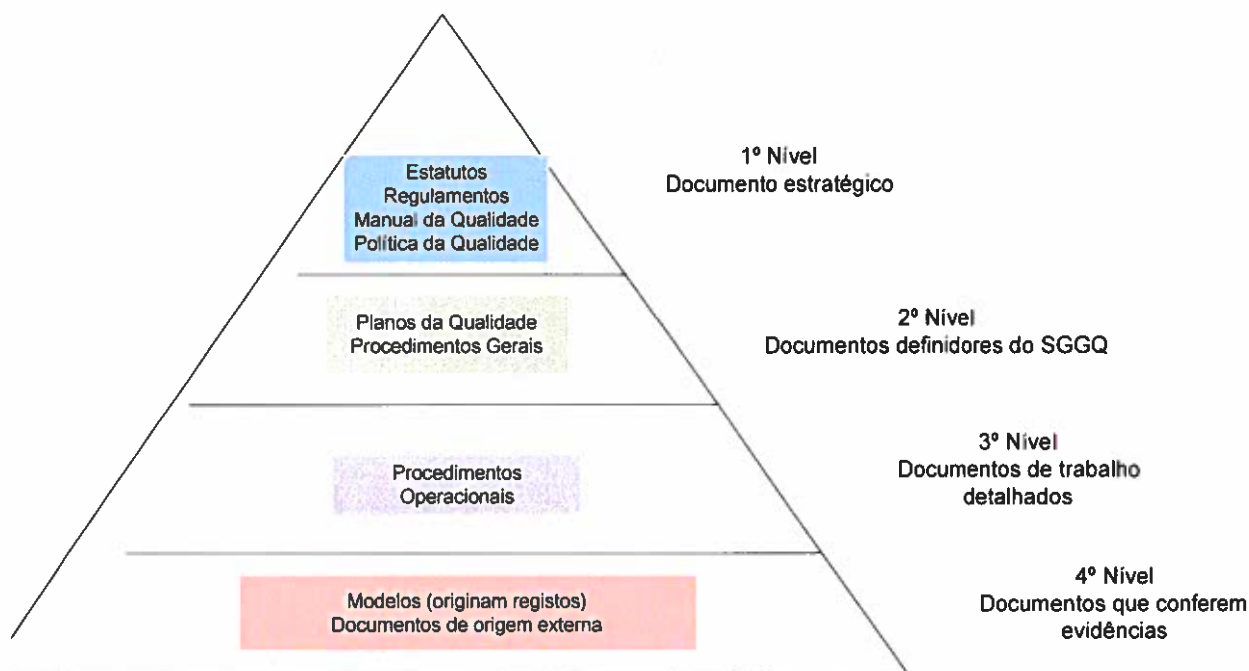 Estatutos
Regulamentos
Manual da Qualidade
Política da Qualidade
1º Nível
Documento estratégico
Planos da Qualidade
Procedimentos Gerais
2º Nível
Documentos definidores do SGGQ
Procedimentos
Operacionais
3º Nível
Documentos de trabalho
detalhados
Modelos (originam registos)
Documentos de origem externa
4º Nível
Documentos que conferem
evidências